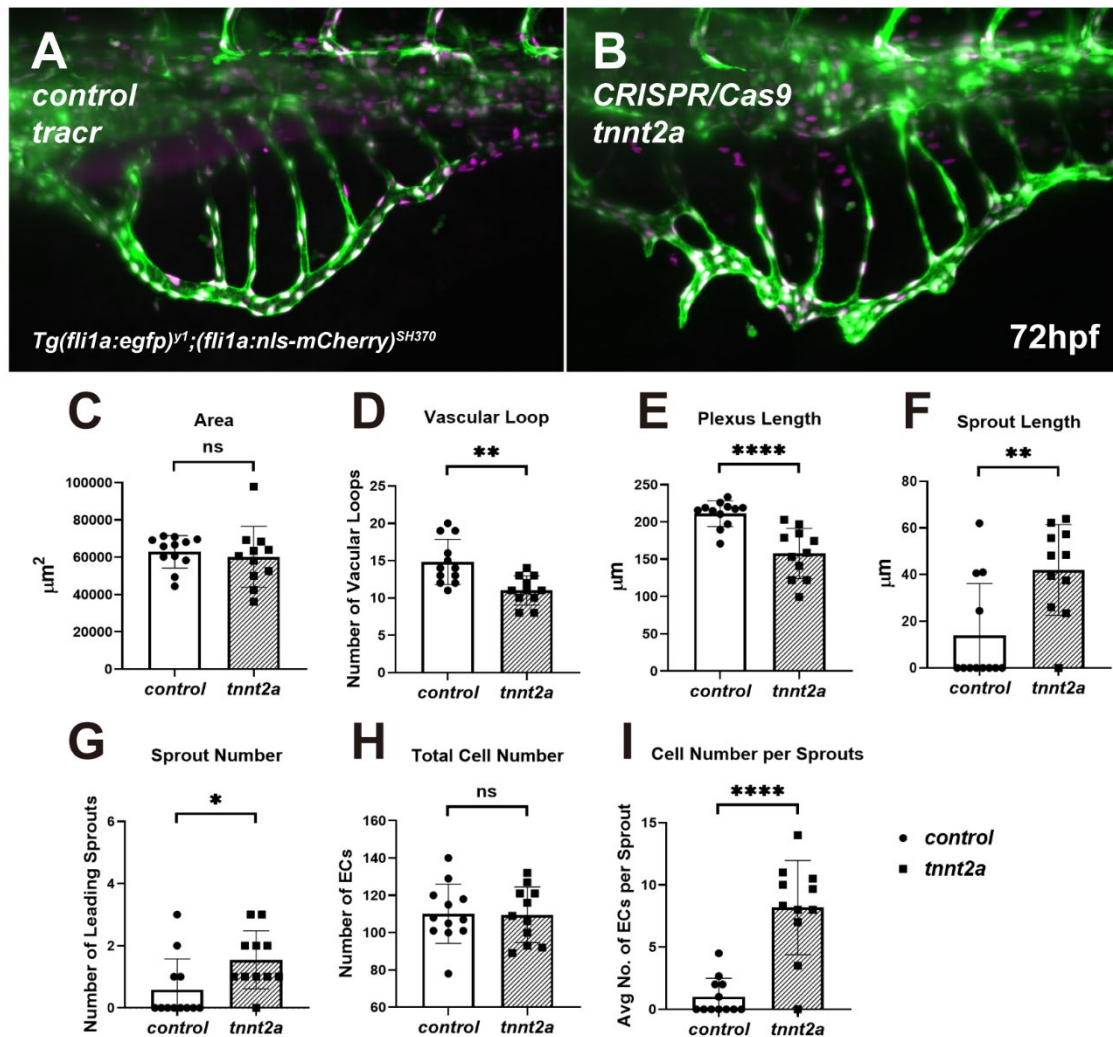 A
control
tracr
Tg(fli1a:egfp)ʸ¹;(fli1a:nls-mCherry)ˢᴴ³⁷⁰
B
CRISPR/Cas9
tnnt2a
72hpf
C
Area
ns
100000
80000
60000
40000
20000
0
μm²
control
tnnt2a
D
Vascular Loop
**
25
20
15
10
5
0
Number of Vacular Loops
control
tnnt2a
E
Plexus Length
****
250
200
150
100
50
0
μm
control
tnnt2a
F
Sprout Length
**
80
60
40
20
0
μm
control
tnnt2a
G
Sprout Number
*
6
4
2
0
Number of Leading Sprouts
control
tnnt2a
H
Total Cell Number
ns
160
140
120
100
80
60
Number of ECs
control
tnnt2a
I
Cell Number per Sprouts
****
15
10
5
0
Avg No. of ECs per Sprout
control
tnnt2a
control
tnnt2a